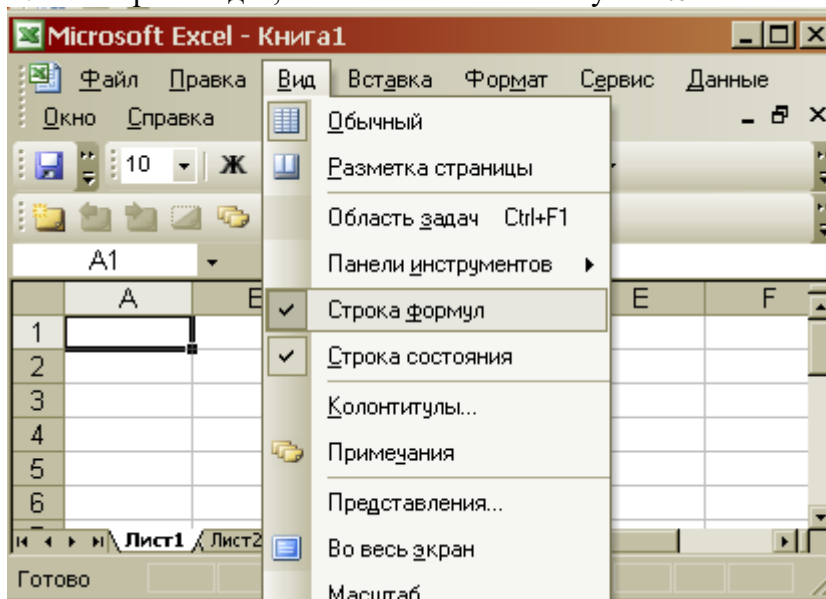 Microsoft Excel - Книга1
Файл Правка Вид Вставка Формат Сервис Данные
Окно Справка
10 Ж
A1
A E F
1
2
3
4
5
6
Обычный
Разметка страницы
Область задач Ctrl+F1
Панели инструментов
Строка формул
Строка состояния
Колонтитулы...
Примечания
Представления...
Во весь экран
Масштаб
Лист1 Лист2
Готово